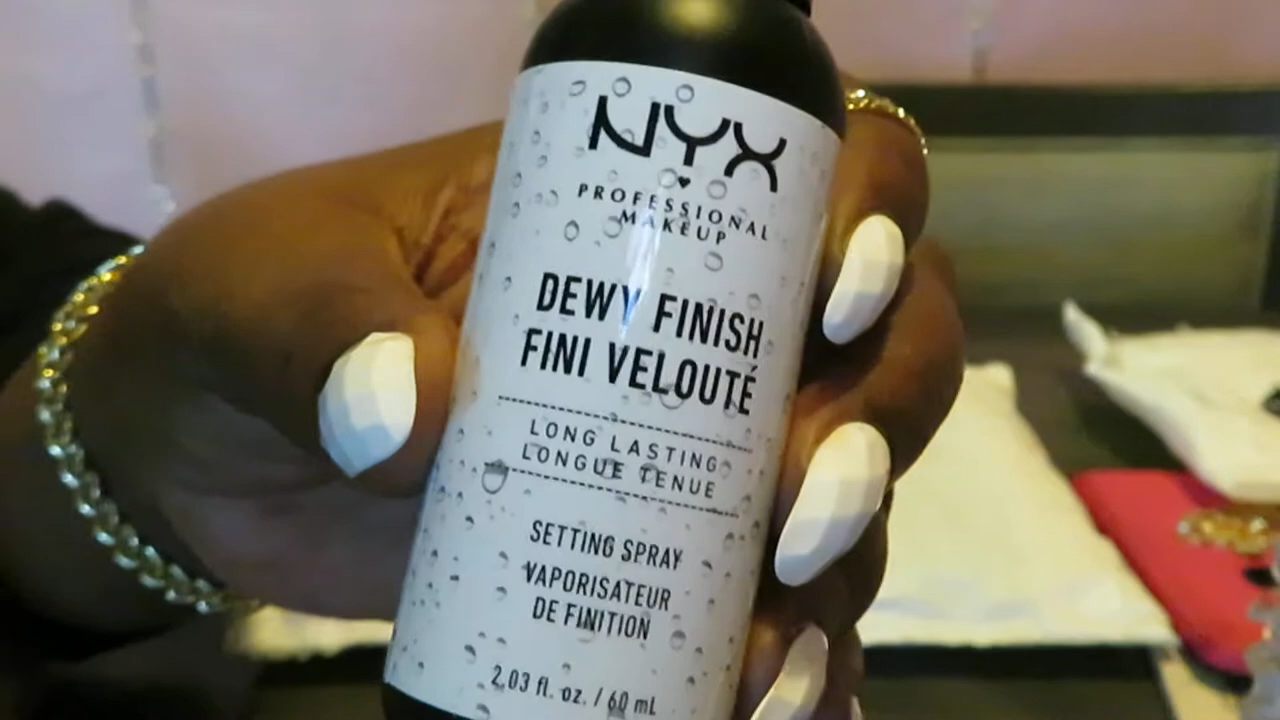 NYX
PROFESSIONAL
MAKEUP
DEWY FINISH
FINI VELOUTÉ
LONG LASTING
LONGUE TENUE
SETTING SPRAY
VAPORISATEUR
DE FINITION
2.03 fl. oz. / 60 mL